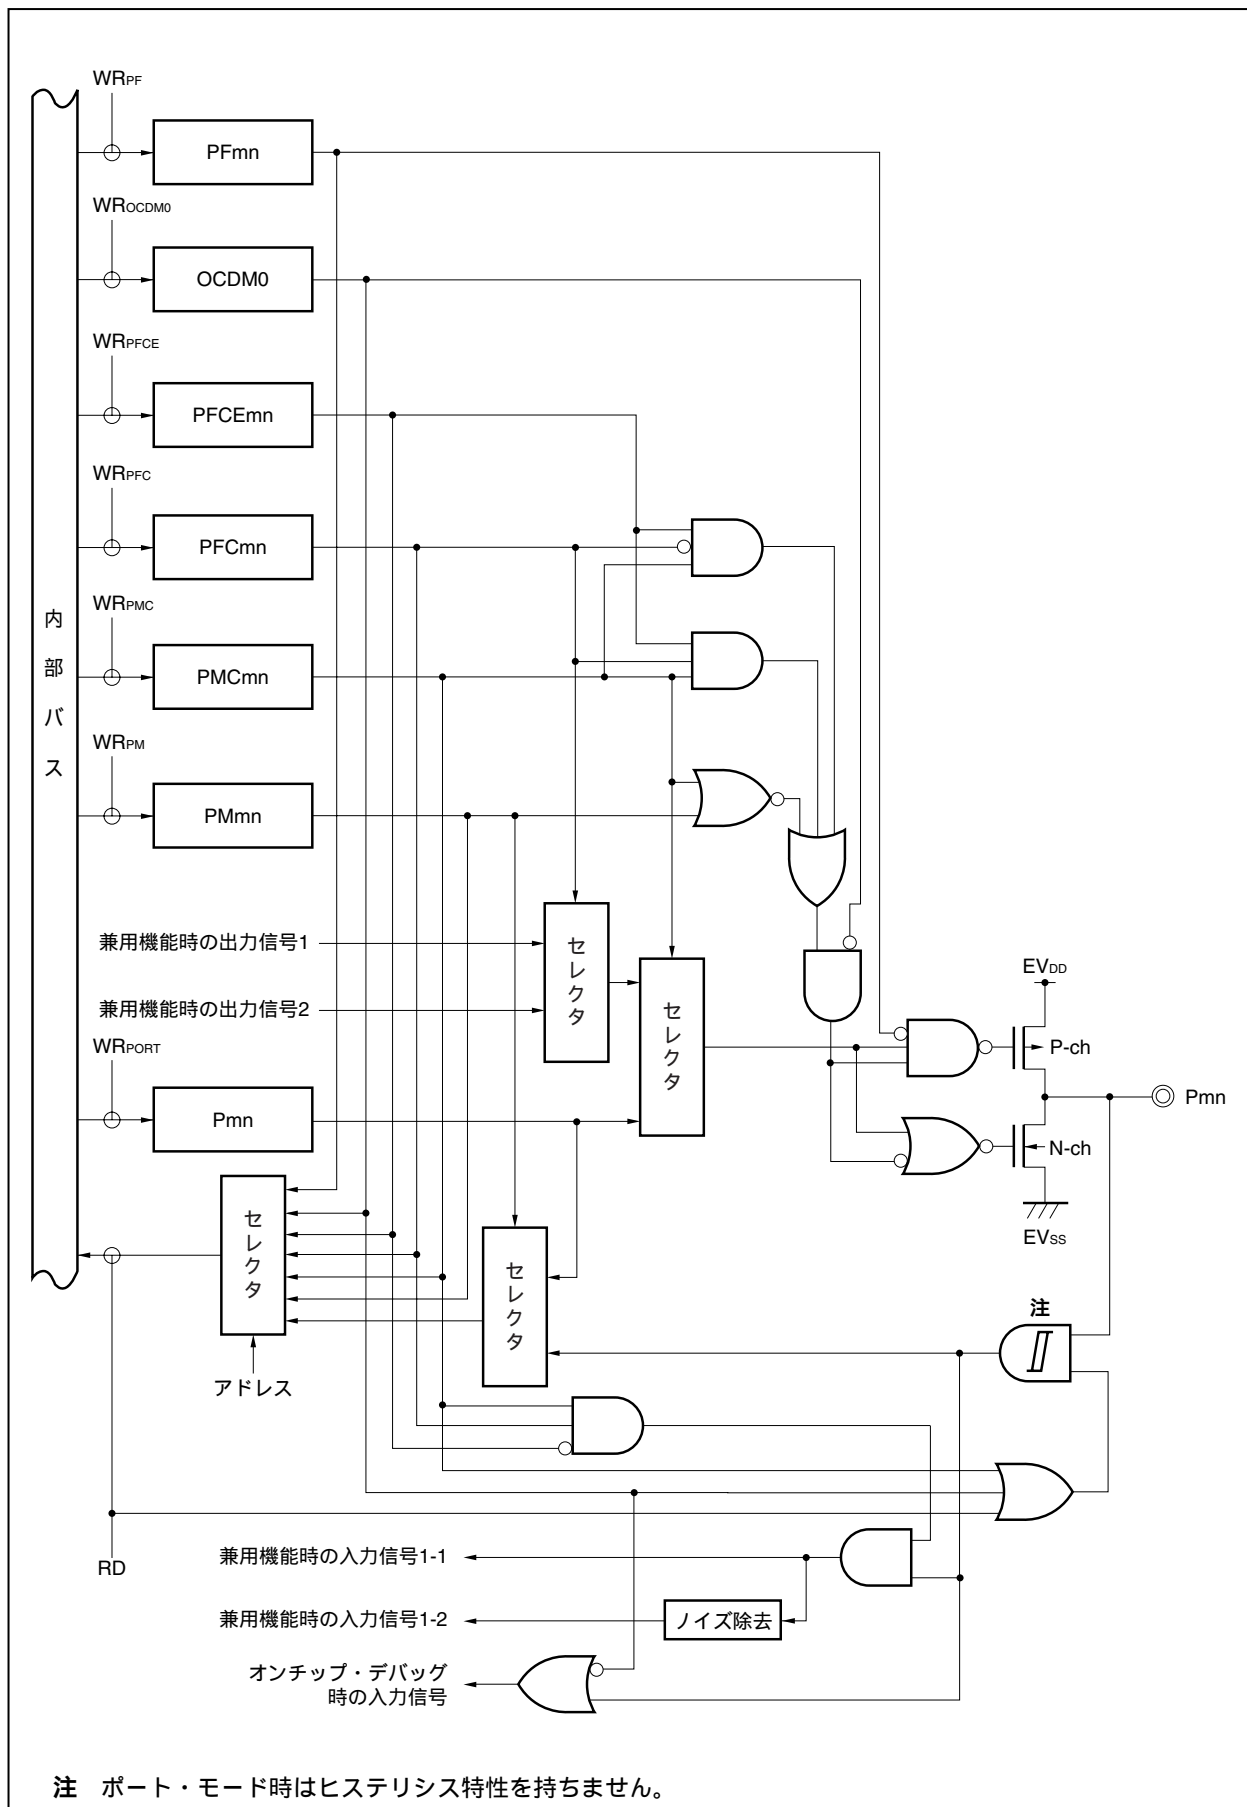 WRPF
PFmn
WROCDM0
OCDM0
WRPFCE
PFCEmn
WRPFC
PFCmn
WRPMC
PMCmn
内部バス
WRPM
PMmn
兼用機能時の出力信号1
兼用機能時の出力信号2
セレクタ
セレクタ
EVDD
P-ch
WRPORT
Pmn
Pmn
N-ch
EVSS
セレクタ
セレクタ
アドレス
注
RD
兼用機能時の入力信号1-1
兼用機能時の入力信号1-2
ノイズ除去
オンチップ・デバッグ
時の入力信号
注 ポート・モード時はヒステリシス特性を持ちません。